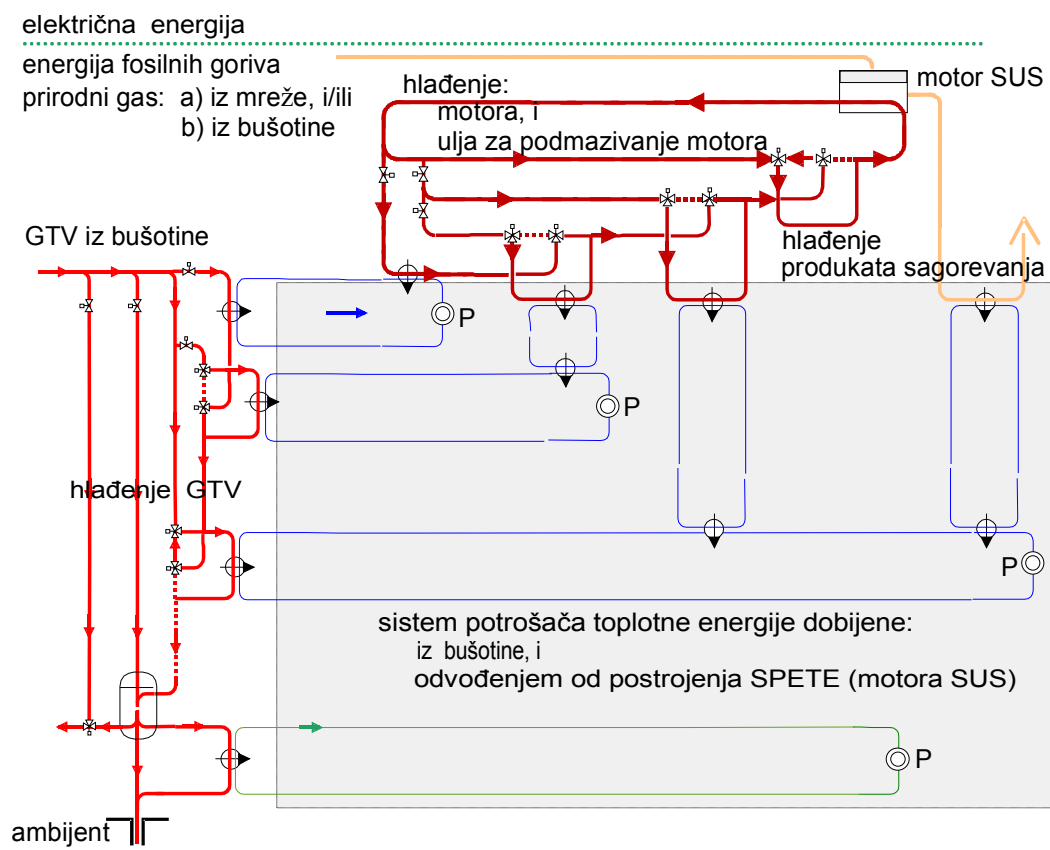 električna energija
energija fosilnih goriva
prirodni gas: a) iz mreže, i/ili
b) iz bušotine
hlađenje:
motora, i
ulja za podmazivanje motora
motor SUS
GTV iz bušotine
hlađenje
produkata sagorevanja
P
P
hlađenje GTV
P
sistem potrošača toplotne energije dobijene:
iz bušotine, i
odvođenjem od postrojenja SPETE (motora SUS)
P
ambijent